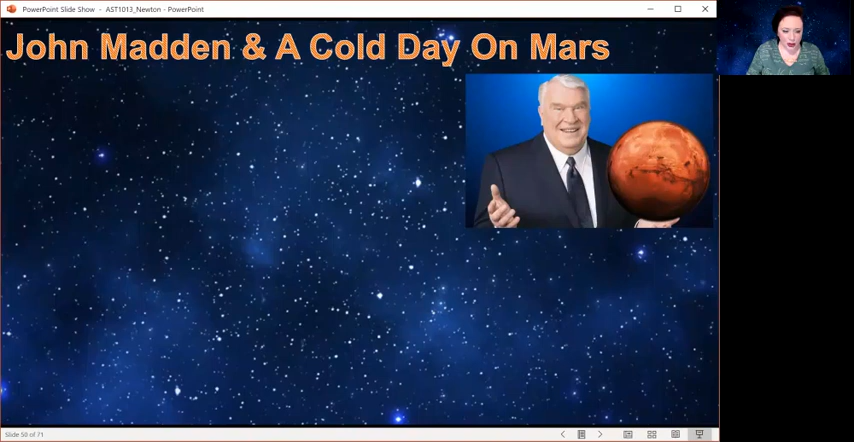 PowerPoint Slide Show - AST1013_Newton - PowerPoint
John Madden & A Cold Day On Mars
Slide 50 of 71